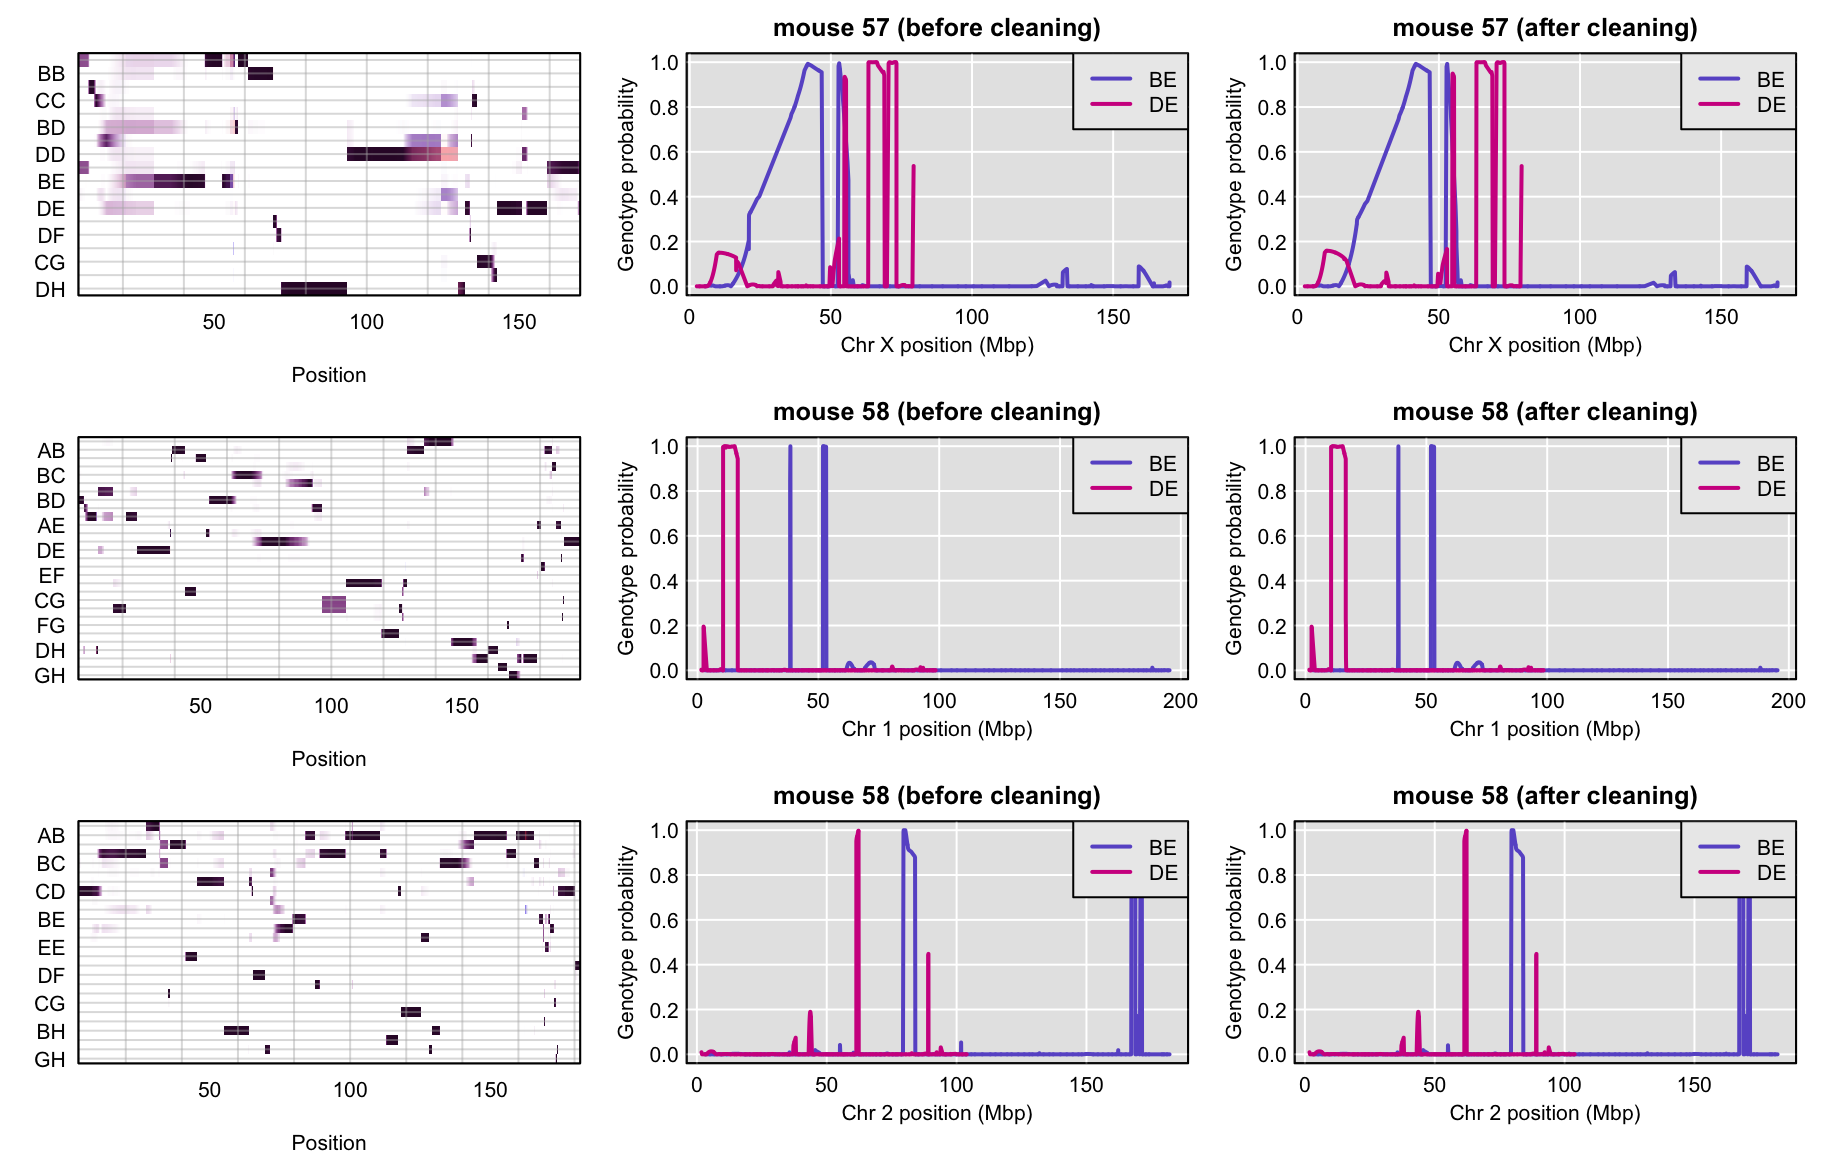 BB
CC
BD
DD
BE
DE
DF
CG
DH
50 100 150
Position
mouse 57 (before cleaning)
Genotype probability
1.0
0.8
0.6
0.4
0.2
0.0
BE
DE
0 50 100 150
Chr X position (Mbp)
mouse 57 (after cleaning)
Genotype probability
1.0
0.8
0.6
0.4
0.2
0.0
BE
DE
0 50 100 150
Chr X position (Mbp)
AB
BC
BD
AE
DE
EF
CG
FG
DH
GH
50 100 150
Position
mouse 58 (before cleaning)
Genotype probability
1.0
0.8
0.6
0.4
0.2
0.0
BE
DE
0 50 100 150 200
Chr 1 position (Mbp)
mouse 58 (after cleaning)
Genotype probability
1.0
0.8
0.6
0.4
0.2
0.0
BE
DE
0 50 100 150 200
Chr 1 position (Mbp)
AB
BC
CD
BE
EE
DF
CG
BH
GH
50 100 150
Position
mouse 58 (before cleaning)
Genotype probability
1.0
0.8
0.6
0.4
0.2
0.0
BE
DE
0 50 100 150
Chr 2 position (Mbp)
mouse 58 (after cleaning)
Genotype probability
1.0
0.8
0.6
0.4
0.2
0.0
BE
DE
0 50 100 150
Chr 2 position (Mbp)